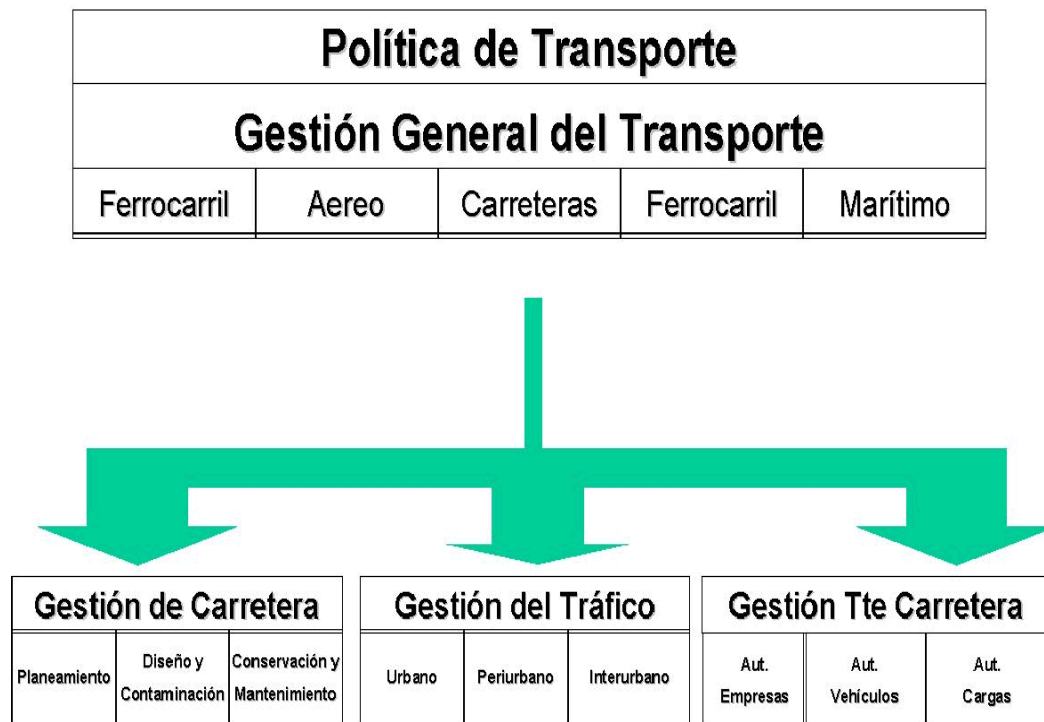 Política de Transporte
Gestión General del Transporte
Ferrocarril Aereo Carreteras Ferrocarril Marítimo
Gestión de Carretera
Planeamiento
Diseño y
Contaminación
Conservación y
Mantenimiento
Gestión del Tráfico
Urbano Periurbano Interurbano
Gestión Tte Carretera
Aut.
Empresas
Aut.
Vehículos
Aut.
Cargas